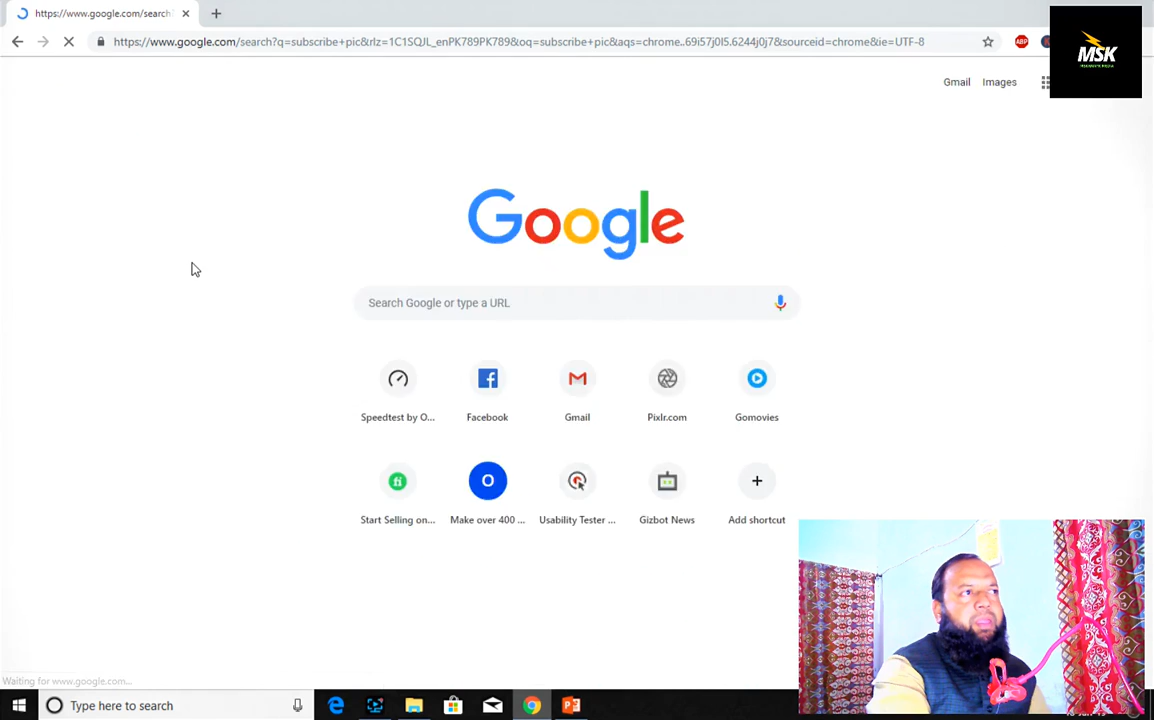 https://www.google.com/search?
https://www.google.com/search?q=subscribe+pic&rlz=1C1SQJL_enPK789PK789&oq=subscribe+pic&aqs=chrome..69i57j0l5.6244j0j7&sourceid=chrome&ie=UTF-8
ABP
MSK
Gmail
Images
Google
Search Google or type a URL
Speedtest by O...
Facebook
Gmail
Pixlr.com
Gomovies
fi
O
Start Selling on...
Make over 400 ...
Usability Tester ...
Gizbot News
Add shortcut
Waiting for www.google.com...
Type here to search